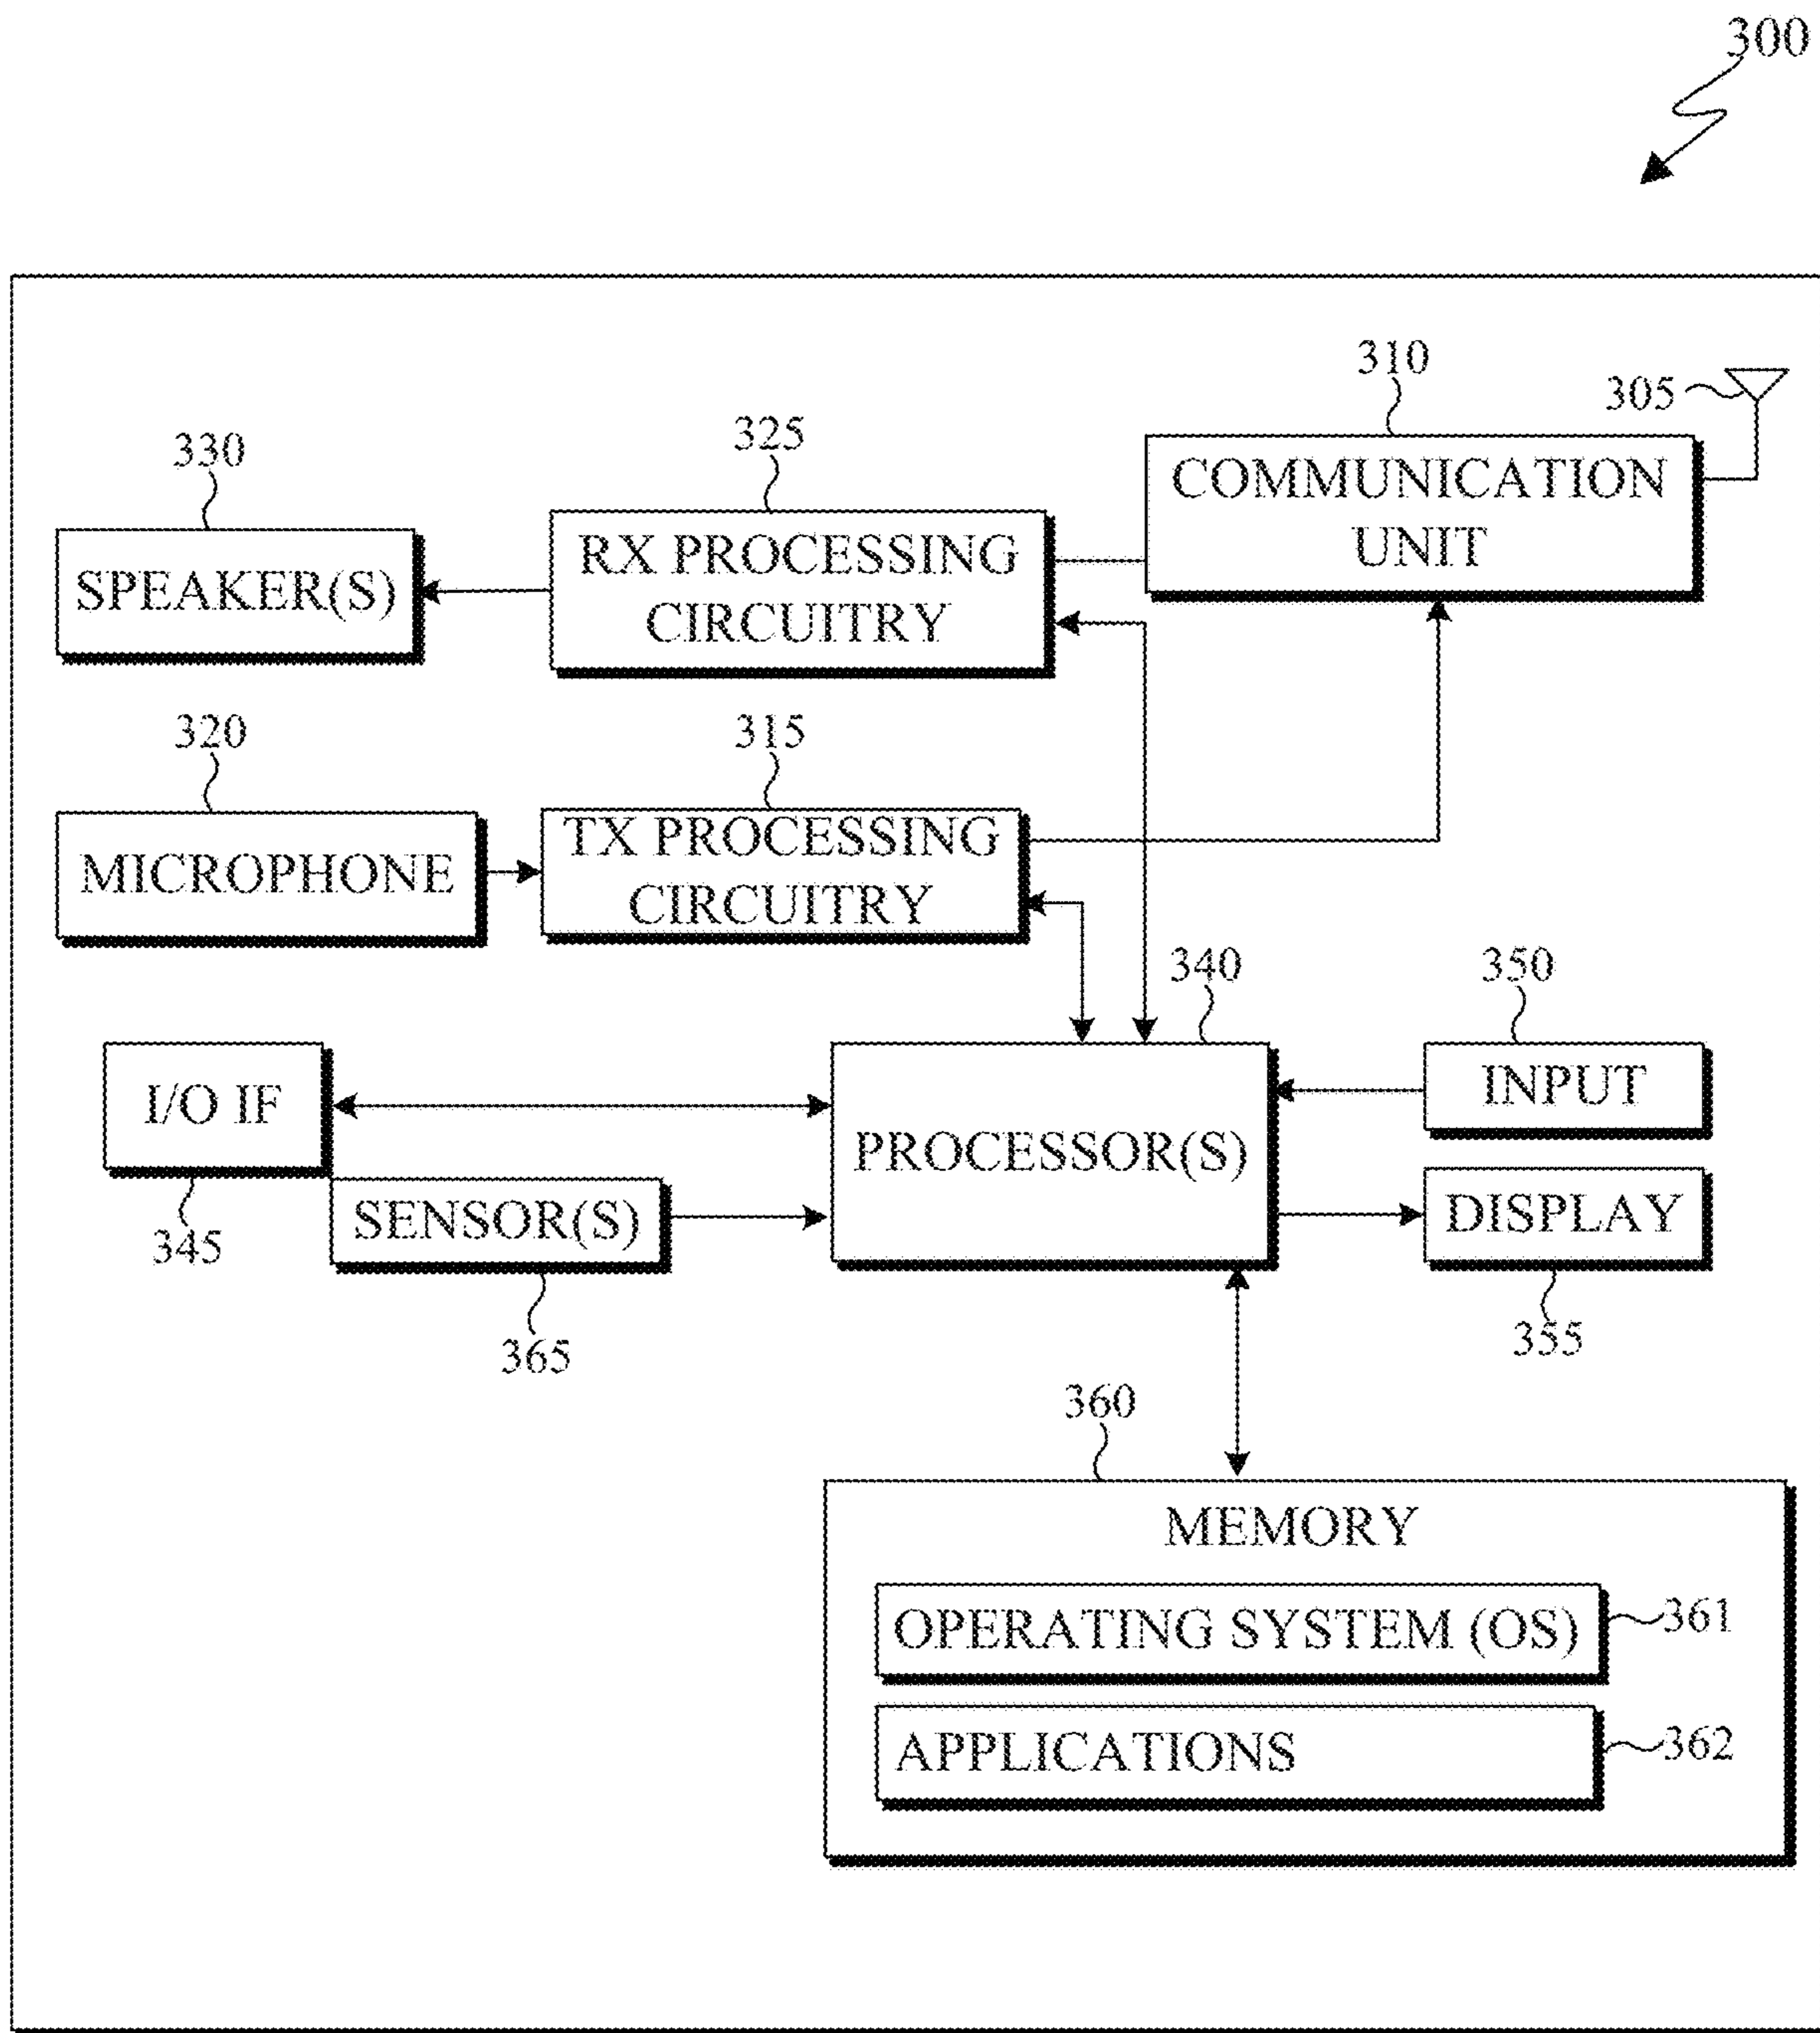 300
310
305
325
330
COMMUNICATION
UNIT
RX PROCESSING
CIRCUITRY
SPEAKER(S)
320
315
MICROPHONE
TX PROCESSING
CIRCUITRY
340
350
I/O IF
INPUT
PROCESSOR(S)
SENSOR(S)
DISPLAY
345
365
355
360
MEMORY
OPERATING SYSTEM (OS)
361
APPLICATIONS
362